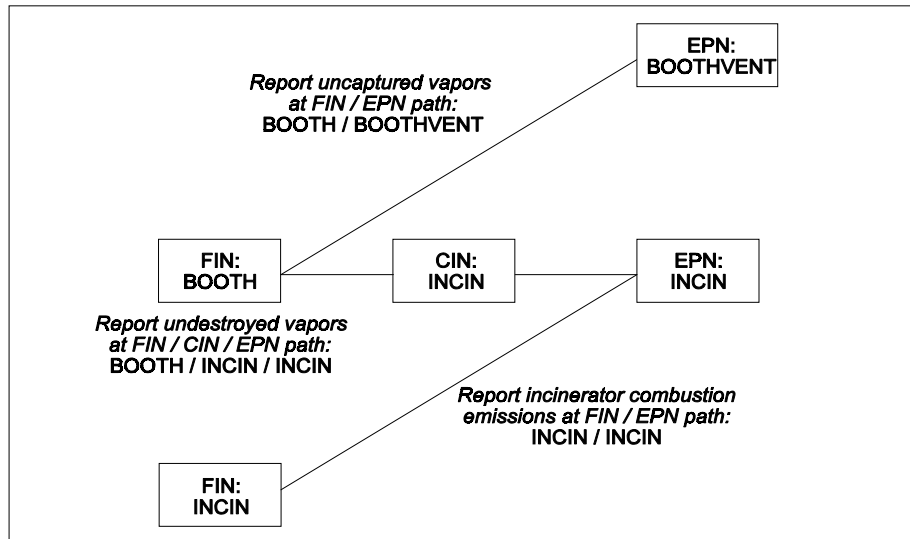 EPN:
BOOTHVENT
Report uncaptured vapors
at FIN / EPN path:
BOOTH / BOOTHVENT
FIN:
BOOTH
CIN:
INCIN
EPN:
INCIN
Report undestroyed vapors
at FIN / CIN / EPN path:
BOOTH / INCIN / INCIN
Report incinerator combustion
emissions at FIN / EPN path:
INCIN / INCIN
FIN:
INCIN